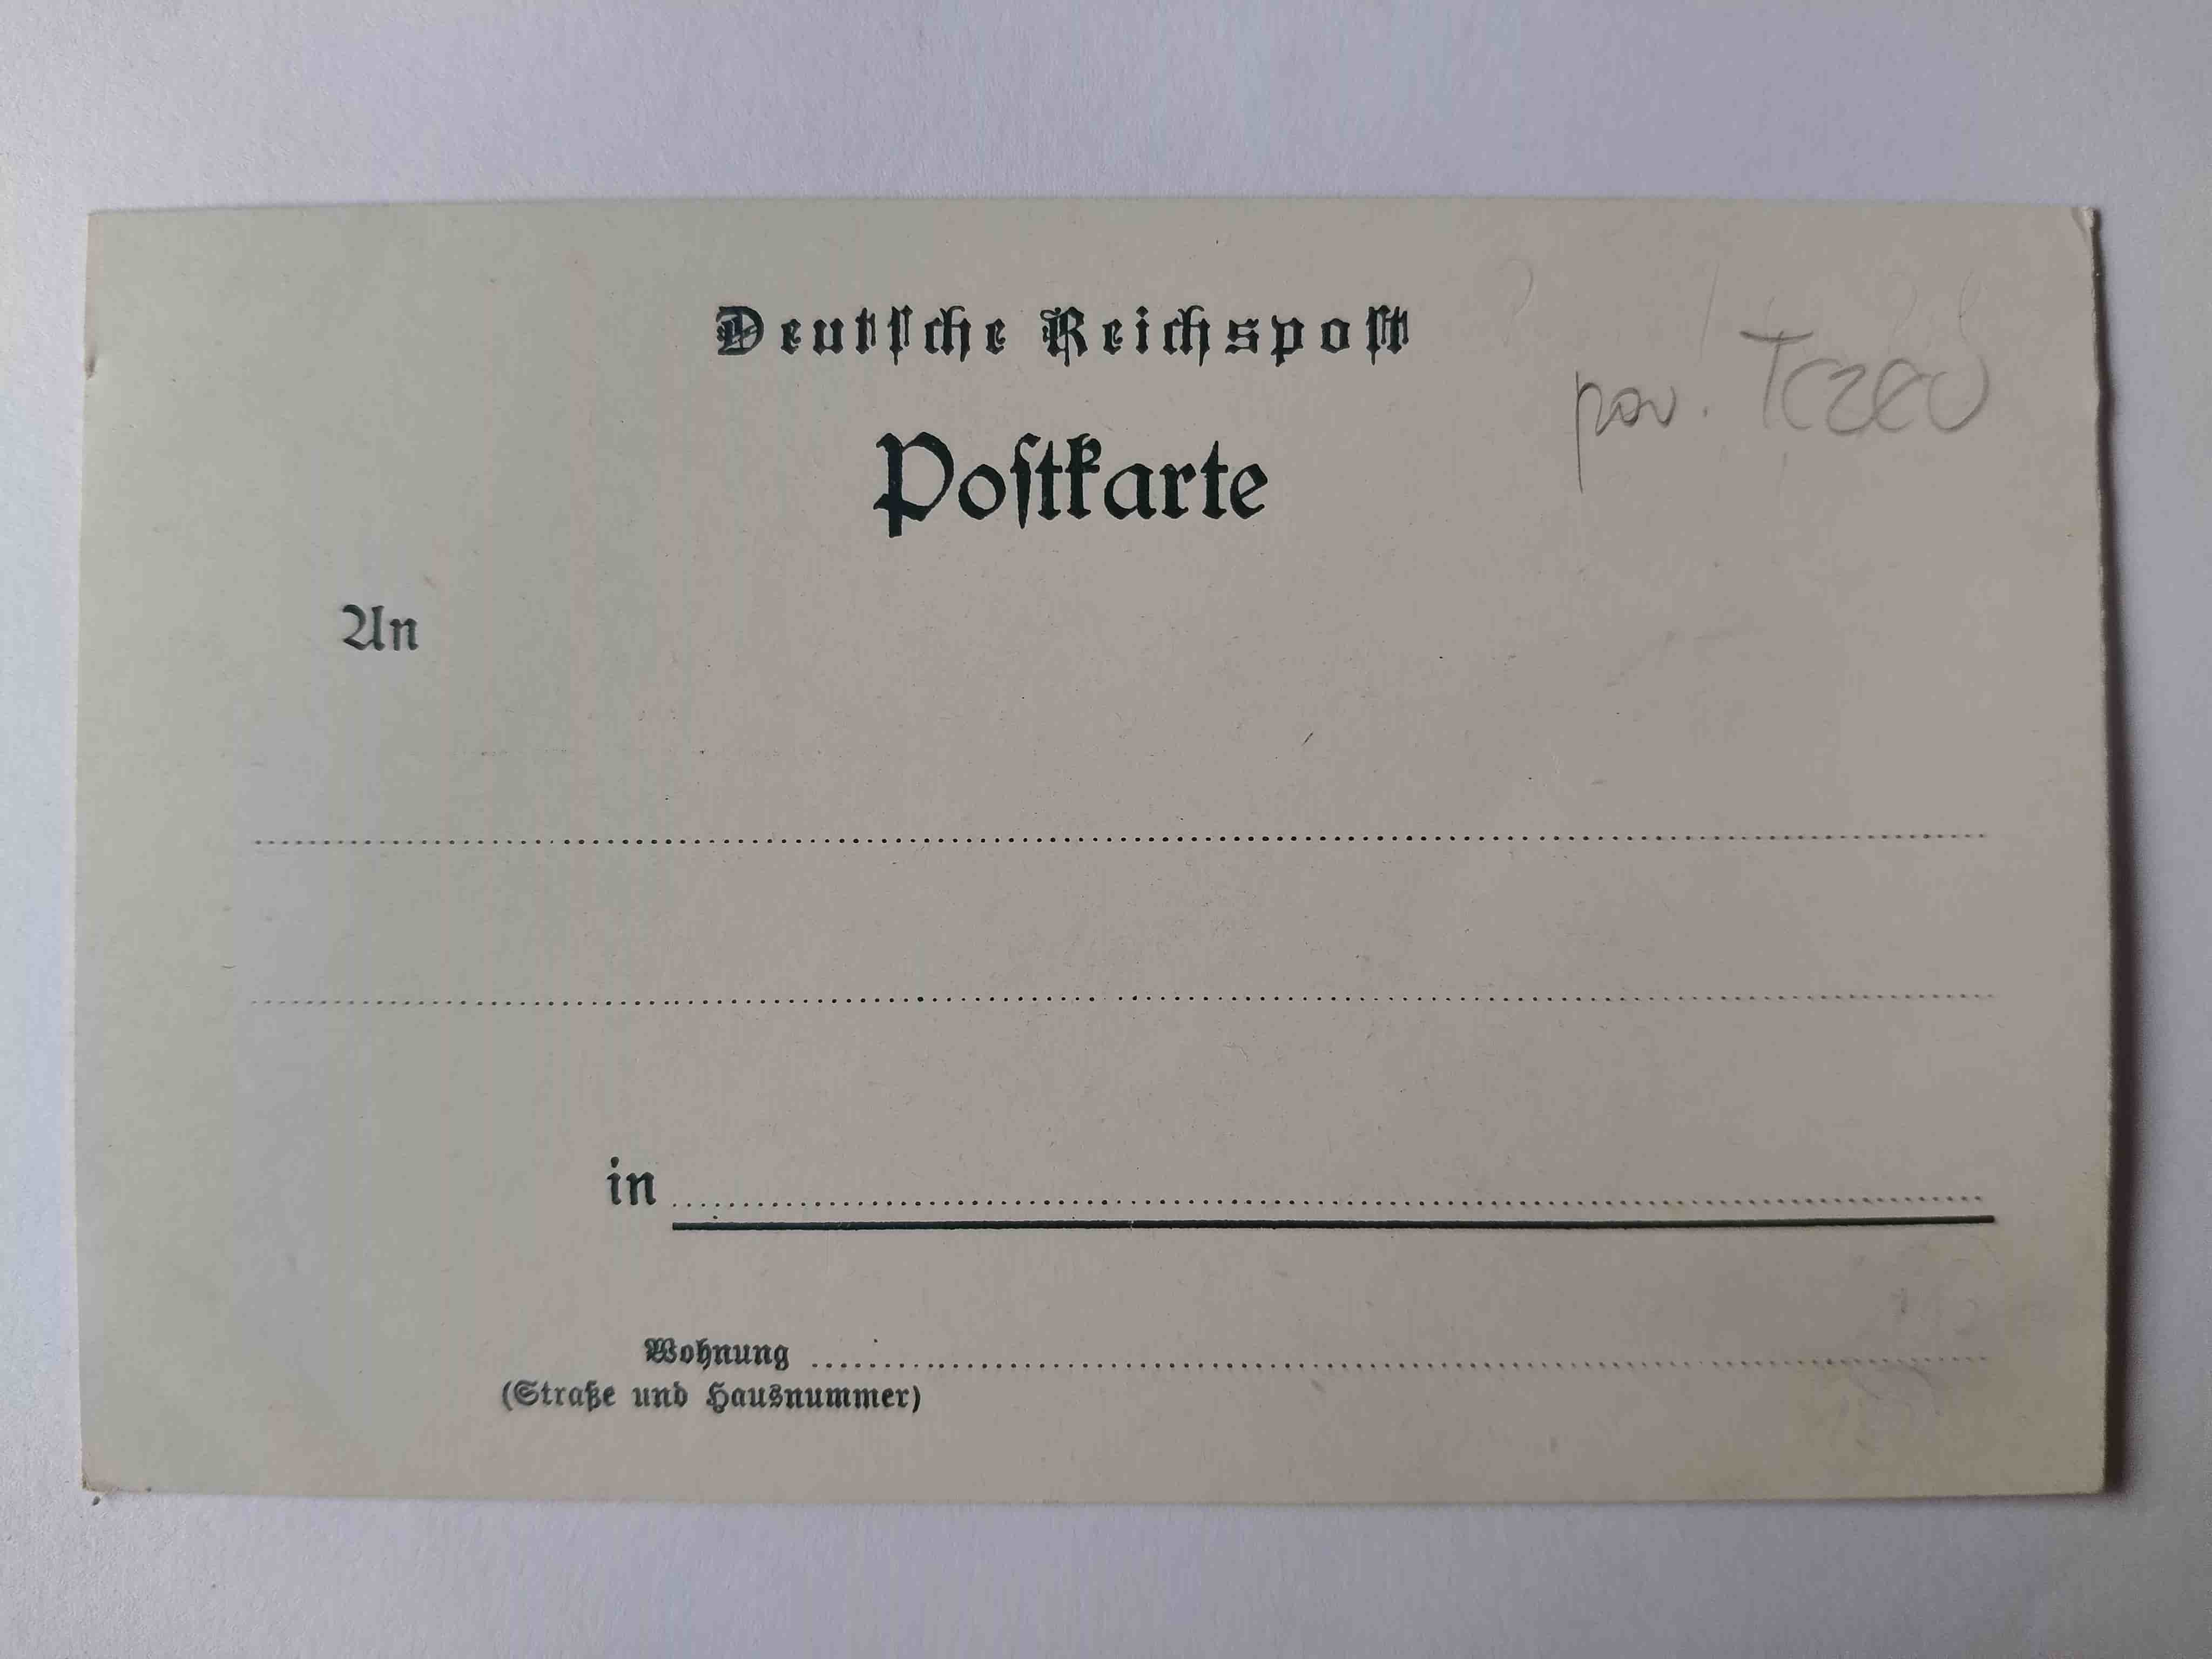 Deutſche Reichspoſt
pow. Tczew
Poſtkarte
An
in
Wohnung
(Straße und Hausnummer)